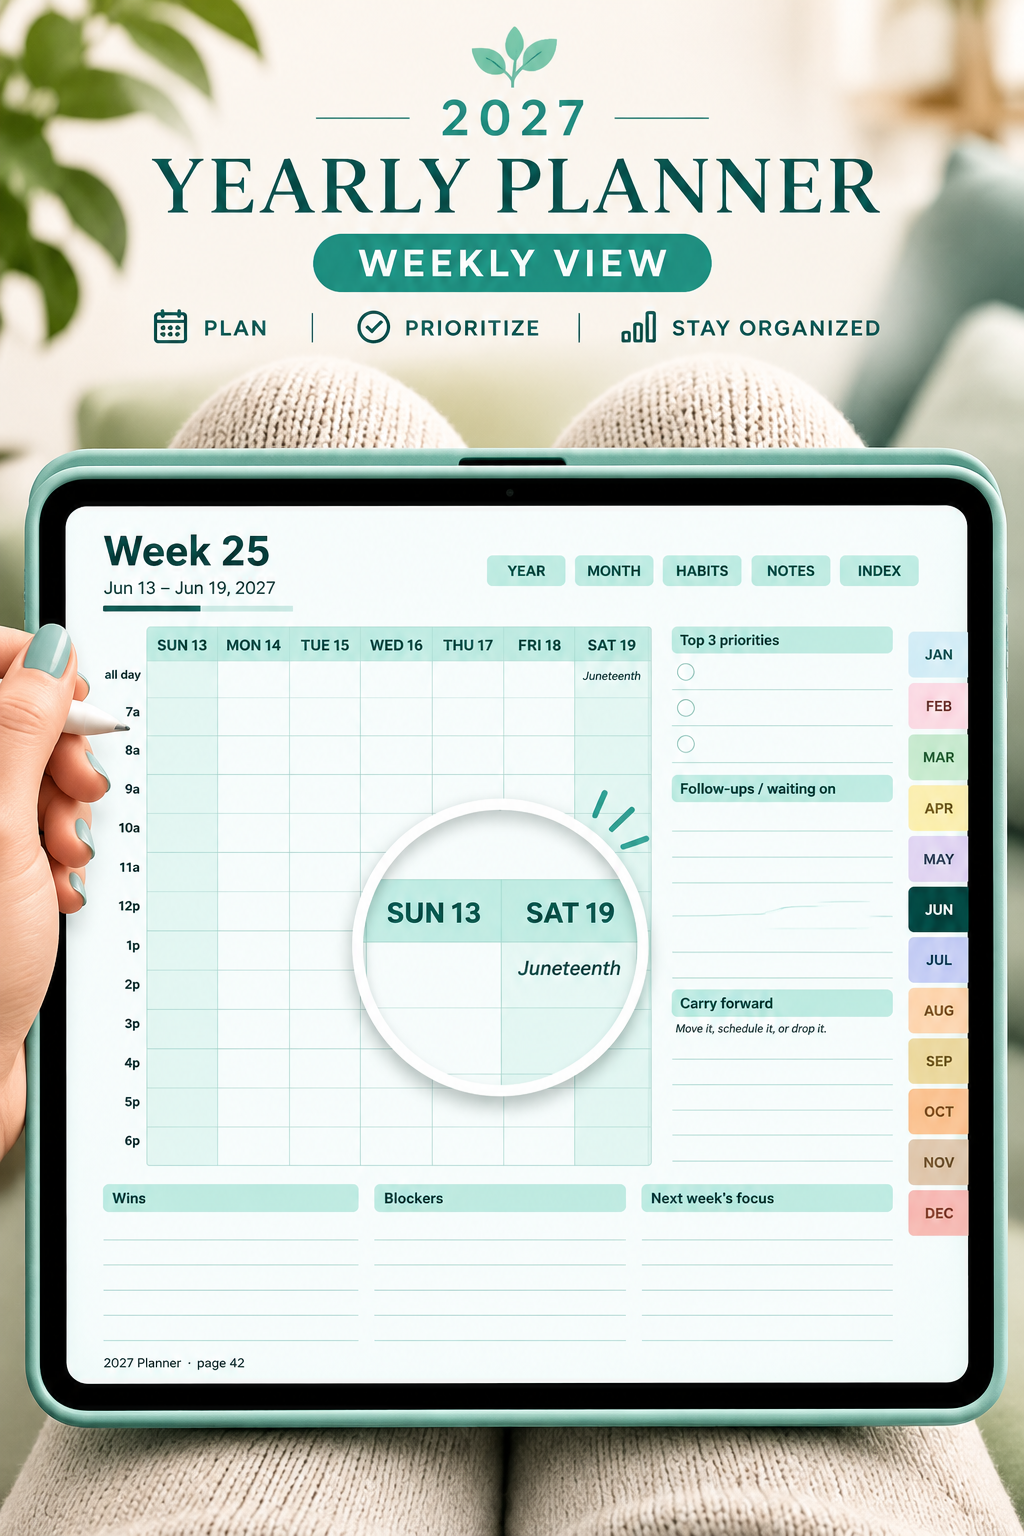 2027
YEARLY PLANNER
WEEKLY VIEW
PLAN
PRIORITIZE
STAY ORGANIZED
Week 25
Jun 13 – Jun 19, 2027
YEAR
MONTH
HABITS
NOTES
INDEX
SUN 13
MON 14
TUE 15
WED 16
THU 17
FRI 18
SAT 19
all day
Juneteenth
7a
8a
9a
10a
11a
12p
1p
2p
3p
4p
5p
6p
SUN 13
SAT 19
Juneteenth
Top 3 priorities
Follow-ups / waiting on
Carry forward
Move it, schedule it, or drop it.
JAN
FEB
MAR
APR
MAY
JUN
JUL
AUG
SEP
OCT
NOV
DEC
Wins
Blockers
Next week's focus
2027 Planner · page 42